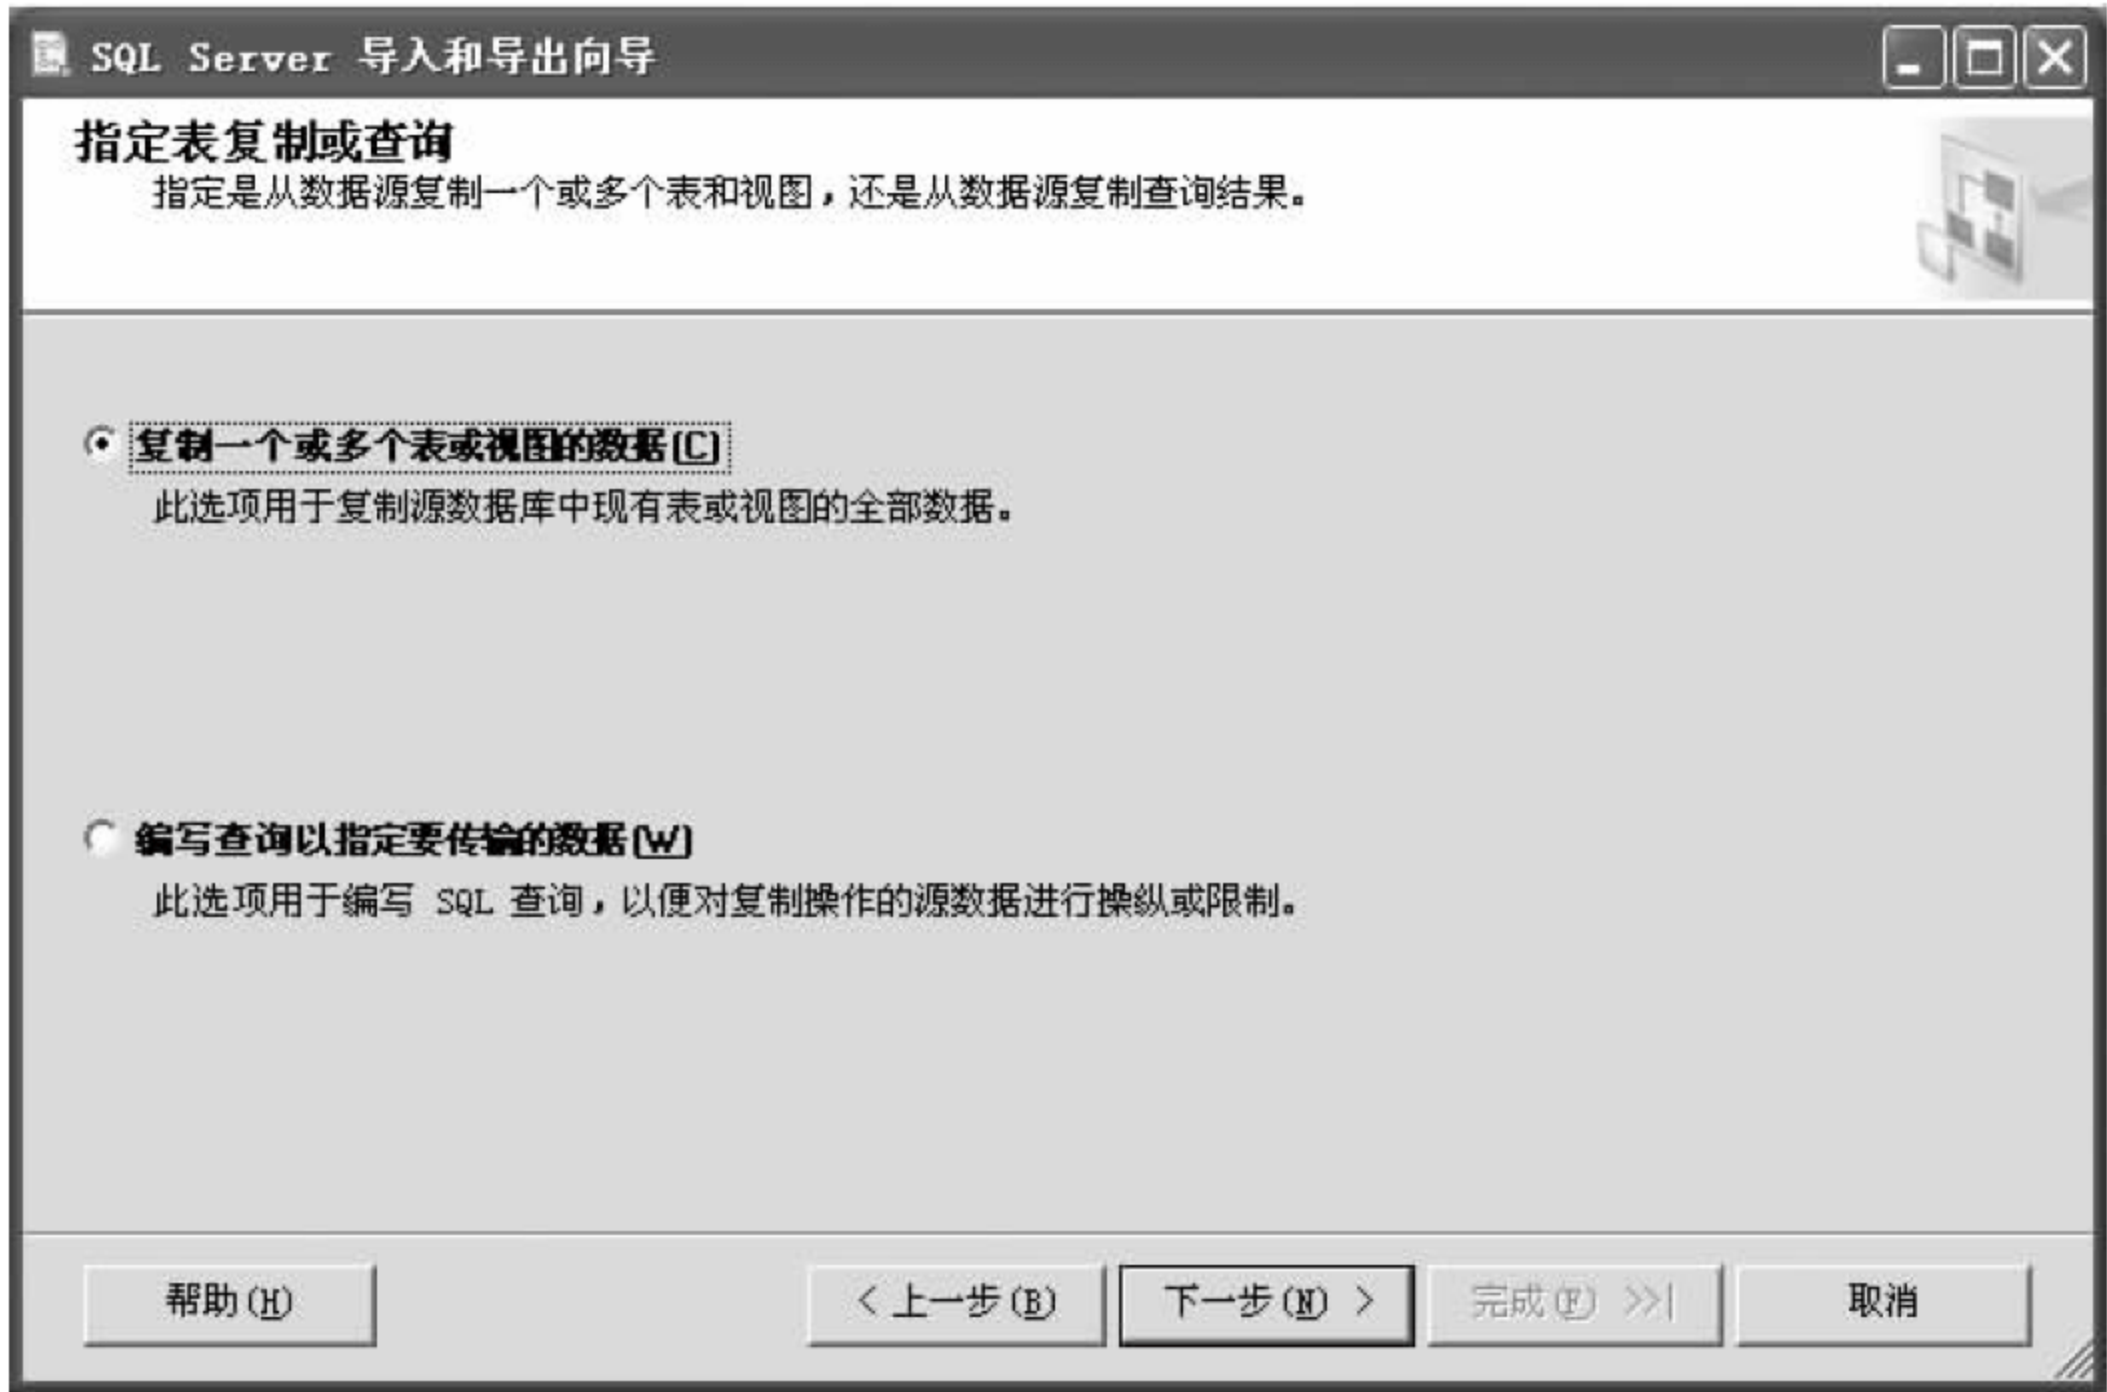 SQL Server 导入和导出向导
指定表复制或查询
指定是从数据源复制一个或多个表和视图，还是从数据源复制查询结果。
复制一个或多个表或视图的数据(C)
此选项用于复制源数据库中现有表或视图的全部数据。
编写查询以指定要传输的数据(W)
此选项用于编写 SQL 查询，以便对复制操作的源数据进行操纵或限制。
帮助(H) < 上一步(B) 下一步(N) > 完成(F) >>| 取消